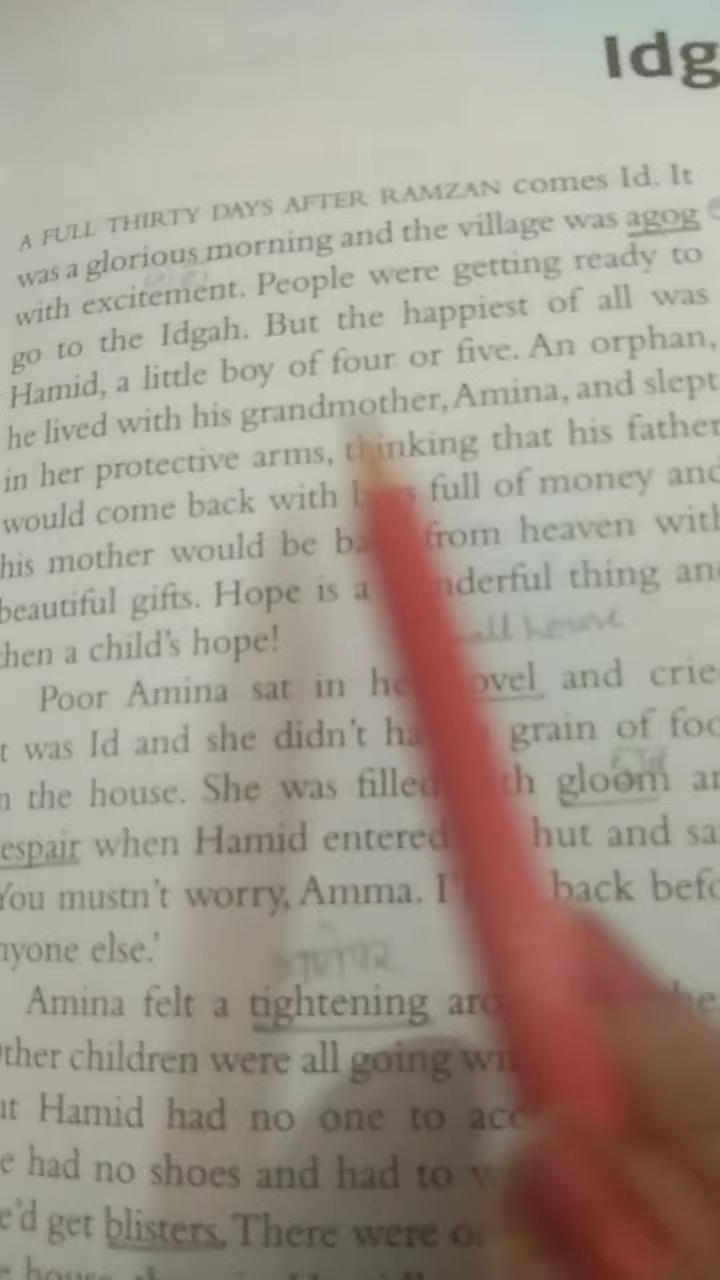 Idg
A FULL THIRTY DAYS AFTER RAMZAN comes Id. It
was a glorious morning and the village was agog
with excitement. People were getting ready to
go to the Idgah. But the happiest of all was
Hamid, a little boy of four or five. An orphan,
he lived with his grandmother, Amina, and slept
in her protective arms, thinking that his father
would come back with full of money and
his mother would be from heaven with
beautiful gifts. Hope is a nderful thing and
then a child's hope!
all house
Poor Amina sat in he ovel and crie
t was Id and she didn't ha grain of foo
n the house. She was filled th gloom an
espair when Hamid entered hut and sa
You mustn't worry, Amma. I' back befo
nyone else.'
Amina felt a tightening aro he
ther children were all going wi
ut Hamid had no one to acc
e had no shoes and had to w
e'd get blisters. There were o